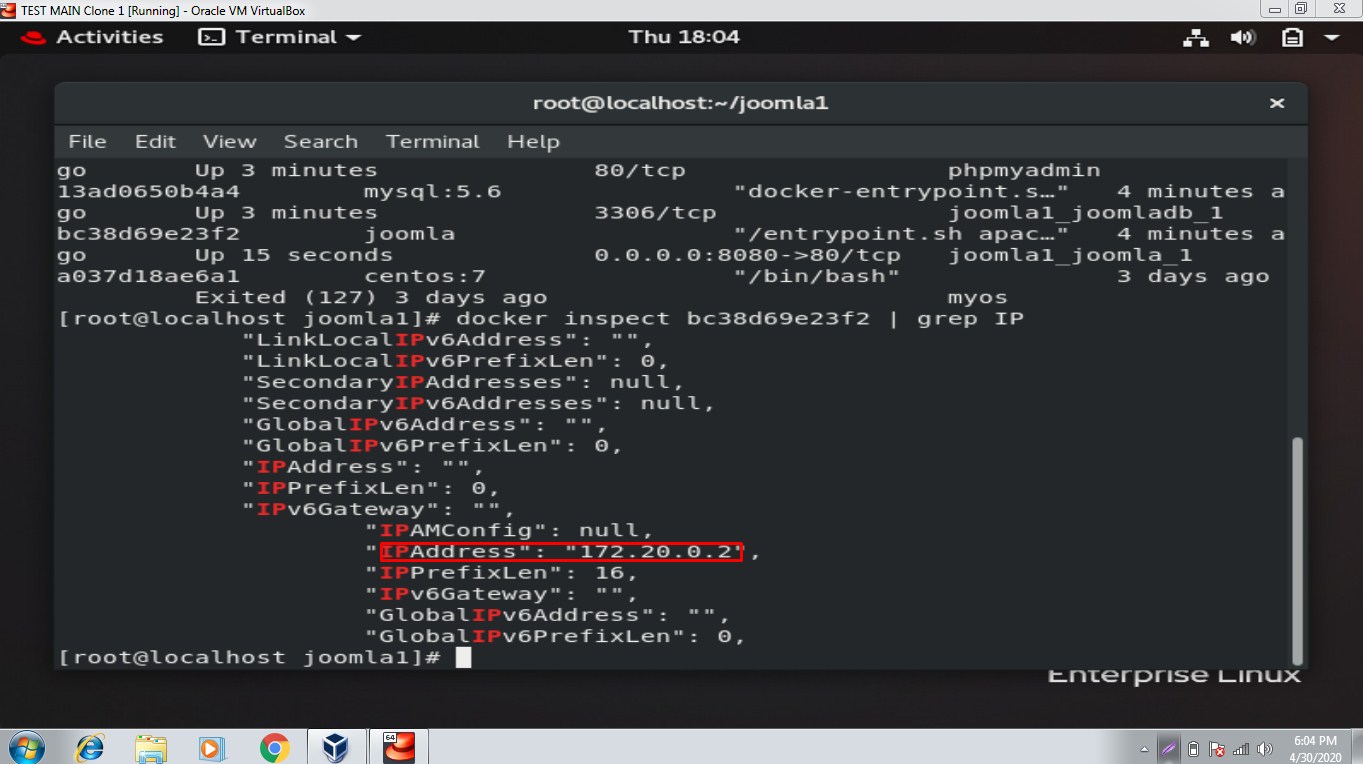 TEST MAIN Clone 1 [Running] - Oracle VM VirtualBox
Activities Terminal Thu 18:04
root@localhost:~/joomla1
File Edit View Search Terminal Help
go Up 3 minutes 80/tcp phpmyadmin
13ad0650b4a4 mysql:5.6 "docker-entrypoint.s…" 4 minutes a
go Up 3 minutes 3306/tcp joomla1_joomladb_1
bc38d69e23f2 joomla "/entrypoint.sh apac…" 4 minutes a
go Up 15 seconds 0.0.0.0:8080->80/tcp joomla1_joomla_1
a037d18ae6a1 centos:7 "/bin/bash" 3 days ago
Exited (127) 3 days ago myos
[root@localhost joomla1]# docker inspect bc38d69e23f2 | grep IP
"LinkLocalIPv6Address": "",
"LinkLocalIPv6PrefixLen": 0,
"SecondaryIPAddresses": null,
"SecondaryIPv6Addresses": null,
"GlobalIPv6Address": "",
"GlobalIPv6PrefixLen": 0,
"IPAddress": "",
"IPPrefixLen": 0,
"IPv6Gateway": "",
"IPAMConfig": null,
"IPAddress": "172.20.0.2",
"IPPrefixLen": 16,
"IPv6Gateway": "",
"GlobalIPv6Address": "",
"GlobalIPv6PrefixLen": 0,
[root@localhost joomla1]#
Enterprise Linux
64
6:04 PM
4/30/2020